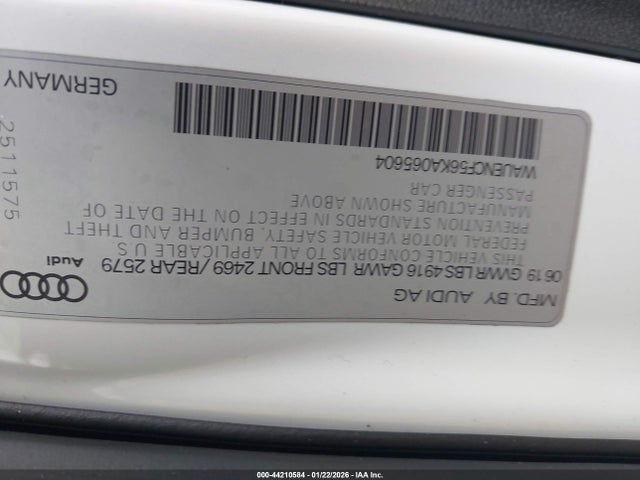 MFD. BY AUDI AG
06 19 GVWR LBS 4916 GAWR LBS FRONT 2469 / REAR 2579
THIS VEHICLE CONFORMS TO ALL APPLICABLE U.S
FEDERAL MOTOR VEHICLE SAFETY, BUMPER AND THEFT
PREVENTION STANDARDS IN EFFECT ON THE DATE OF
MANUFACTURE SHOWN ABOVE
PASSENGER CAR
WAUENCF56KA065604
Audi
2511575
GERMANY
000-44210584 - 01/22/2026 - IAA Inc.